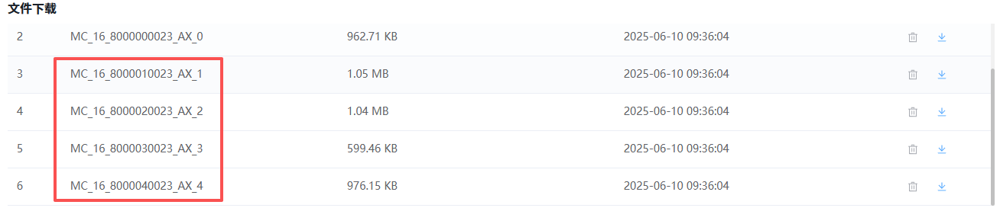 文件下载
2 MC_16_8000000023_AX_0 962.71 KB 2025-06-10 09:36:04
3 MC_16_8000010023_AX_1 1.05 MB 2025-06-10 09:36:04
4 MC_16_8000020023_AX_2 1.04 MB 2025-06-10 09:36:04
5 MC_16_8000030023_AX_3 599.46 KB 2025-06-10 09:36:04
6 MC_16_8000040023_AX_4 976.15 KB 2025-06-10 09:36:04